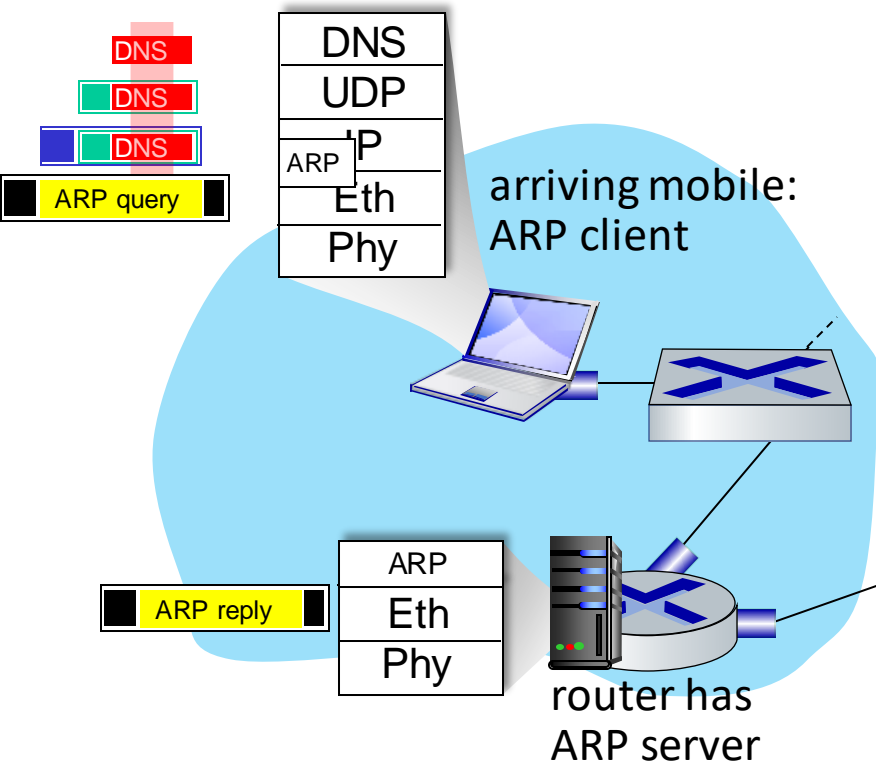 DNS
DNS
DNS
ARP query
DNS
UDP
IP
ARP
Eth
Phy
arriving mobile:
ARP client
ARP reply
ARP
Eth
Phy
router has
ARP server